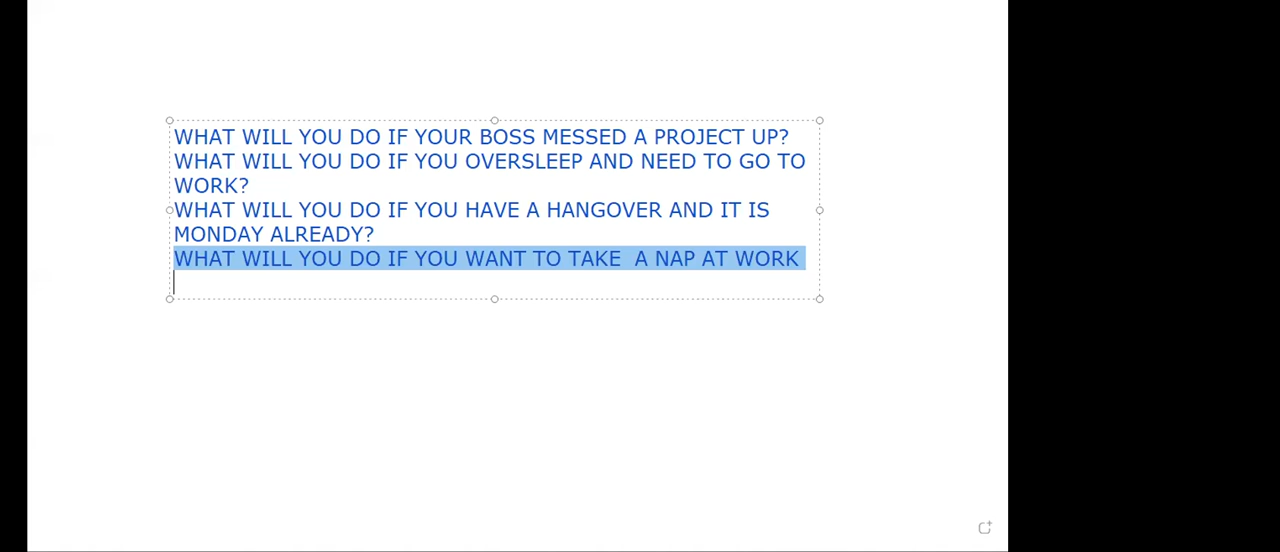 WHAT WILL YOU DO IF YOUR BOSS MESSED A PROJECT UP?
WHAT WILL YOU DO IF YOU OVERSLEEP AND NEED TO GO TO
WORK?
WHAT WILL YOU DO IF YOU HAVE A HANGOVER AND IT IS
MONDAY ALREADY?
WHAT WILL YOU DO IF YOU WANT TO TAKE  A NAP AT WORK